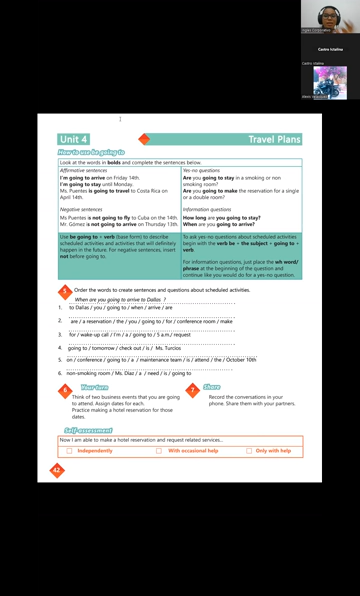 Ingles Corporativo
Castro Idalina
Castro Idalina
Unit 4
Travel Plans
How to use be going to
Look at the words in bolds and complete the sentences below.
Affirmative sentences
I'm going to arrive on Friday 14th.
I'm going to stay until Monday.
Ms. Puentes is going to travel to Costa Rica on
April 14th.
Negative sentences
Ms Puentes is not going to fly to Cuba on the 14th.
Mr. Gómez is not going to arrive on Thursday 13th.
Yes-no questions
Are you going to stay in a smoking or non
smoking room?
Are you going to make the reservation for a single
or a double room?
Information questions
How long are you going to stay?
When are you going to arrive?
Use be going to + verb (base form) to describe
scheduled activities and activities that will definitely
happen in the future. For negative sentences, insert
not before going to.
To ask yes-no questions about scheduled activities
begin with the verb be + the subject + going to +
verb.
For information questions, just place the wh word/
phrase at the beginning of the question and
continue like you would do for a yes-no question.
5
Order the words to create sentences and questions about scheduled activities.
When are you going to arrive to Dallas ?
1. to Dallas / you / going to / when / arrive / are
2. are / a reservation / the / you / going to / for / conference room / make
3. for / wake-up call / I'm / a / going to / 5 a.m./ request
4. going to / tomorrow / check out / is / Ms. Turcios
5. on / conference / going to / a / maintenance team / is / attend / the / October 10th
6. non-smoking room / Ms. Diaz / a / need / is / going to
6
Your turn
Think of two business events that you are going
to attend. Assign dates for each.
Practice making a hotel reservation for those
dates.
7
Share
Record the conversations in your
phone. Share them with your partners.
Self-assessment
Now I am able to make a hotel reservation and request related services...
Independently
With occasional help
Only with help
42